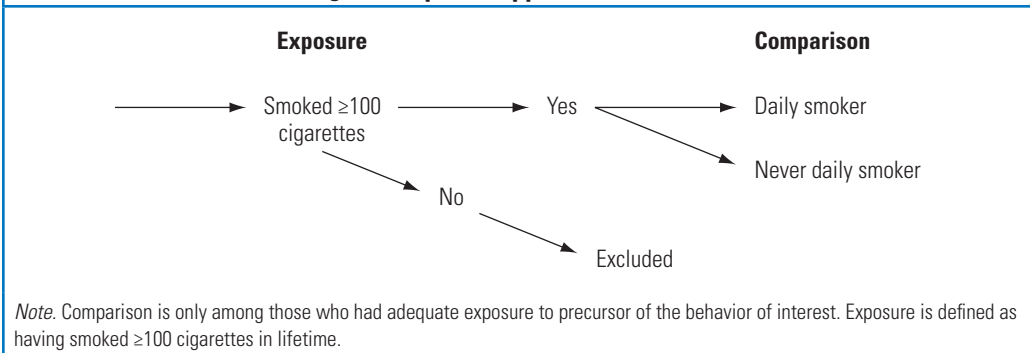 Exposure Comparison
Smoked ≥100 Yes Daily smoker
cigarettes
Never daily smoker
No
Excluded
Note. Comparison is only among those who had adequate exposure to precursor of the behavior of interest. Exposure is defined as
having smoked ≥100 cigarettes in lifetime.